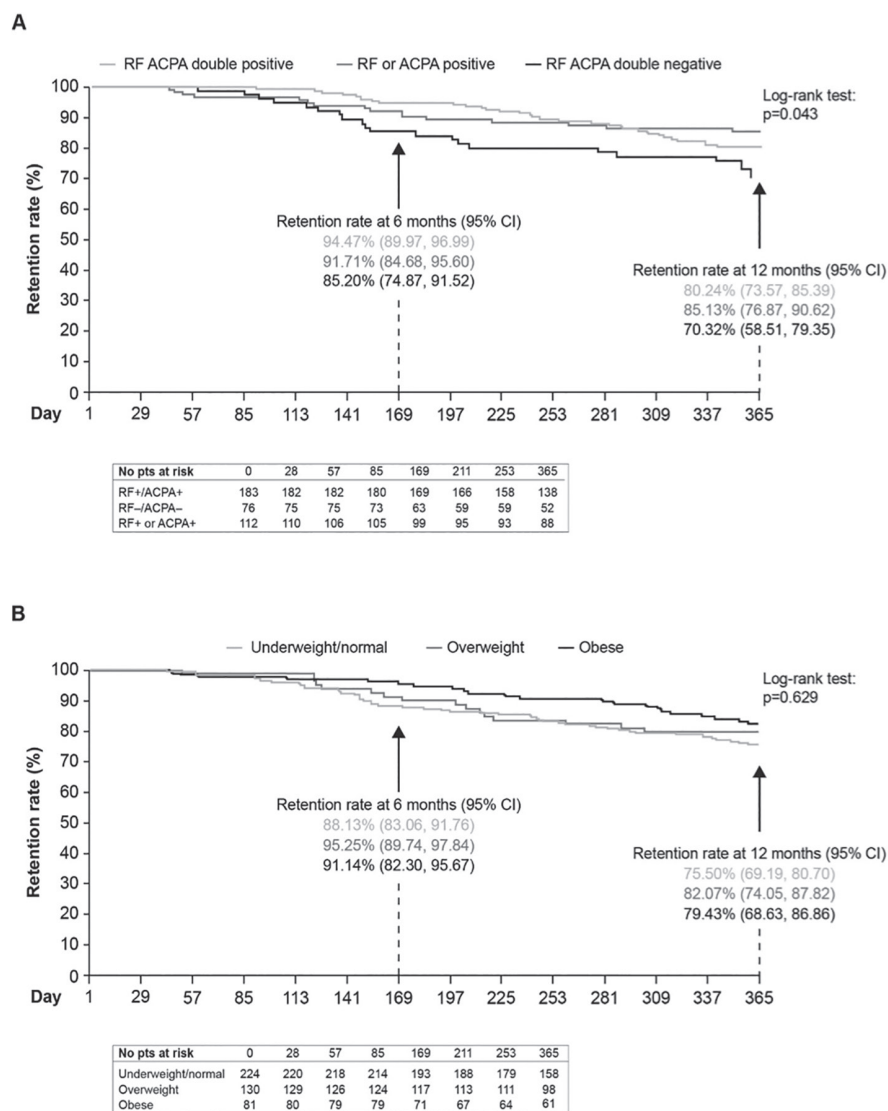 A
RF ACPA double positive RF or ACPA positive RF ACPA double negative
Log-rank test:
p=0.043
Retention rate (%)
100
90
80
70
60
50
40
30
20
10
0
Retention rate at 6 months (95% CI)
94.47% (89.97, 96.99)
91.71% (84.68, 95.60)
85.20% (74.87, 91.52)
Retention rate at 12 months (95% CI)
80.24% (73.57, 85.39)
85.13% (76.87, 90.62)
70.32% (58.51, 79.35)
Day 1 29 57 85 113 141 169 197 225 253 281 309 337 365
No pts at risk 0 28 57 85 169 211 253 365
RF+/ACPA+ 183 182 182 180 169 166 158 138
RF–/ACPA– 76 75 75 73 63 59 59 52
RF+ or ACPA+ 112 110 106 105 99 95 93 88
B
Underweight/normal Overweight Obese
Log-rank test:
p=0.629
Retention rate (%)
100
90
80
70
60
50
40
30
20
10
0
Retention rate at 6 months (95% CI)
88.13% (83.06, 91.76)
95.25% (89.74, 97.84)
91.14% (82.30, 95.67)
Retention rate at 12 months (95% CI)
75.50% (69.19, 80.70)
82.07% (74.05, 87.82)
79.43% (68.63, 86.86)
Day 1 29 57 85 113 141 169 197 225 253 281 309 337 365
No pts at risk 0 28 57 85 169 211 253 365
Underweight/normal 224 220 218 214 193 188 179 158
Overweight 130 129 126 124 117 113 111 98
Obese 81 80 79 79 71 67 64 61